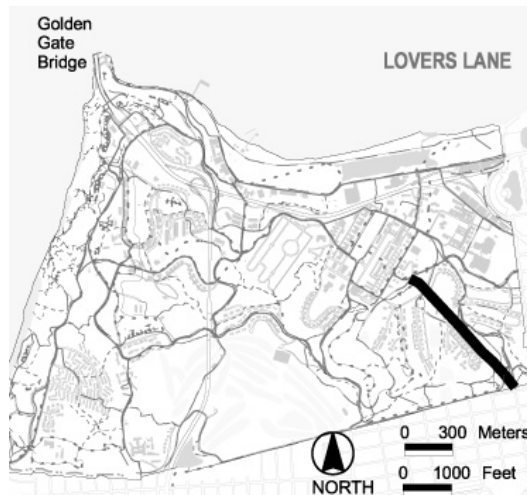 Golden
Gate
Bridge
LOVERS LANE
0 300 Meters
0 1000 Feet
NORTH